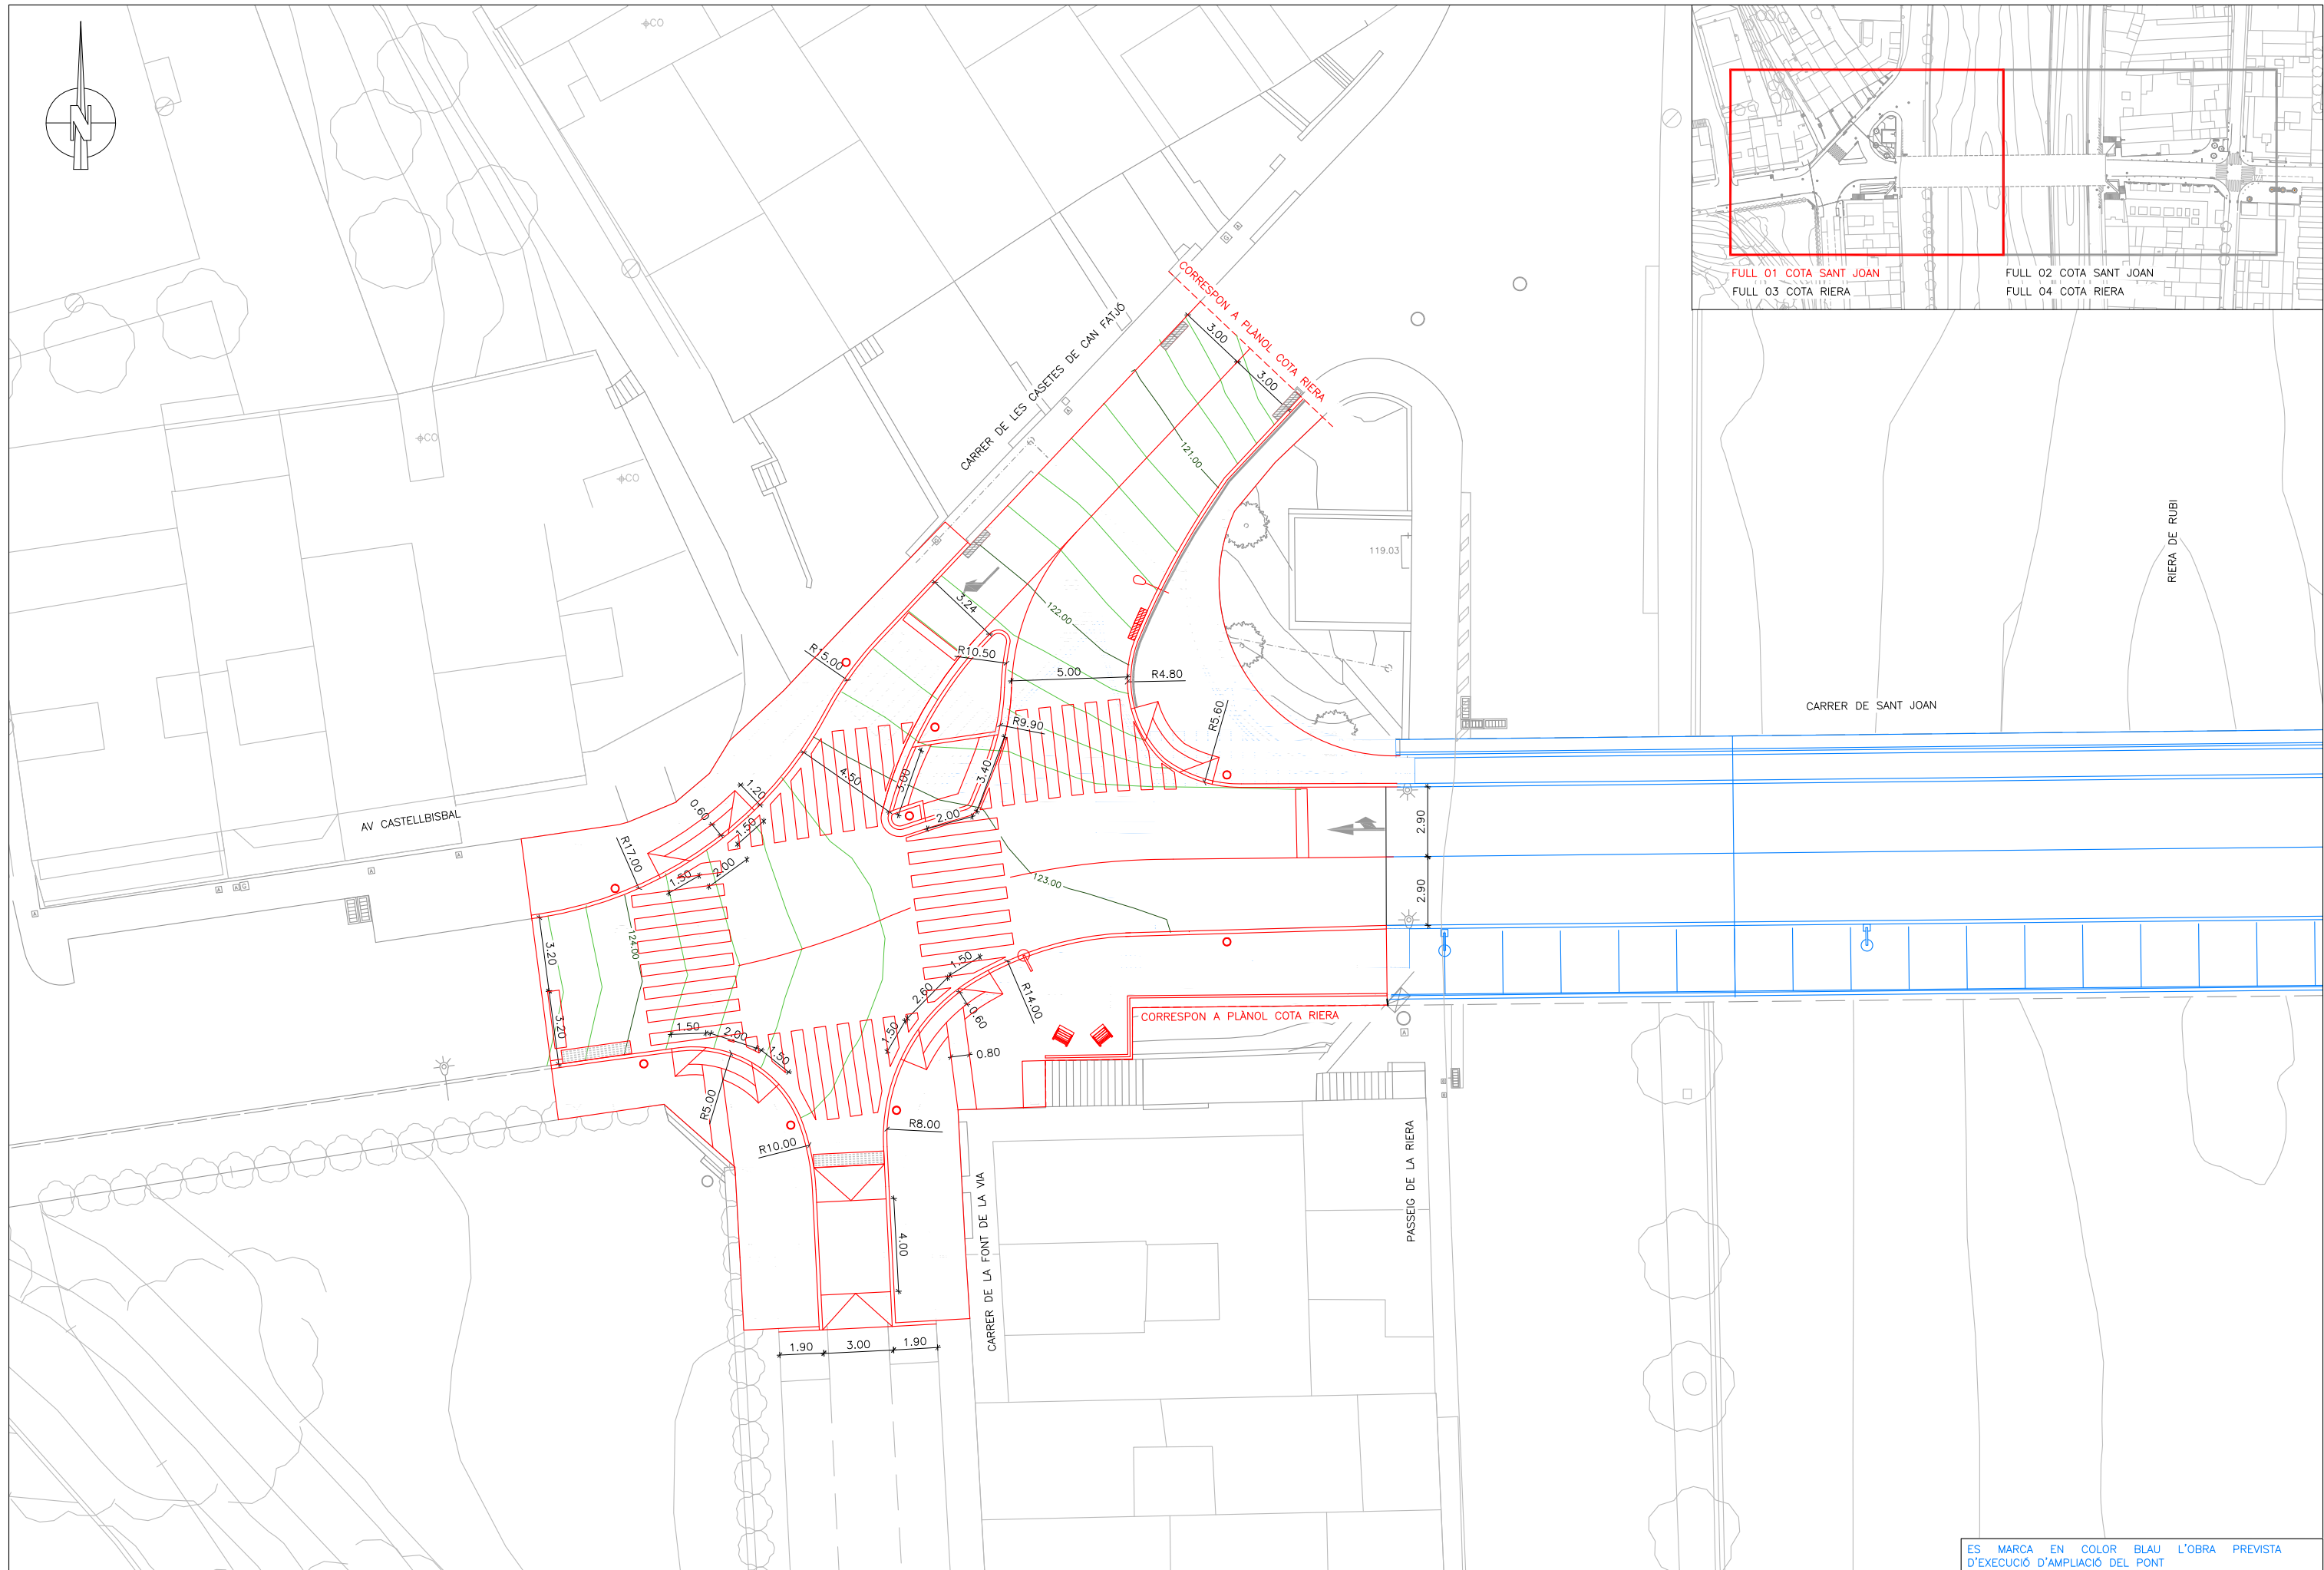 N
CO
CO
CO
FULL 01 COTA SANT JOAN
FULL 02 COTA SANT JOAN
FULL 03 COTA RIERA
FULL 04 COTA RIERA
CORRESPON A PLÀNOL COTA RIERA
CARRER DE LES CASETES DE CAN FATJÓ
3.00
3.00
121.00
RIERA DE RUBI
119.03
3.24
122.00
R15.00
R10.50
5.00
R4.80
R9.90
R5.60
CARRER DE SANT JOAN
4.50
3.00
3.40
1.20
0.60
1.50
2.00
AV CASTELLBISBAL
R17.00
1.50
2.00
2.90
2.90
123.00
124.00
3.20
3.20
1.50
2.60
R14.00
0.60
1.50
1.50
2.00
1.50
0.80
CORRESPON A PLÀNOL COTA RIERA
R5.00
R10.00
R8.00
4.00
CARRER DE LA FONT DE LA VIA
PASSEIG DE LA RIERA
1.90
3.00
1.90
ES MARCA EN COLOR BLAU L'OBRA PREVISTA
D'EXECUCIÓ D'AMPLIACIÓ DEL PONT